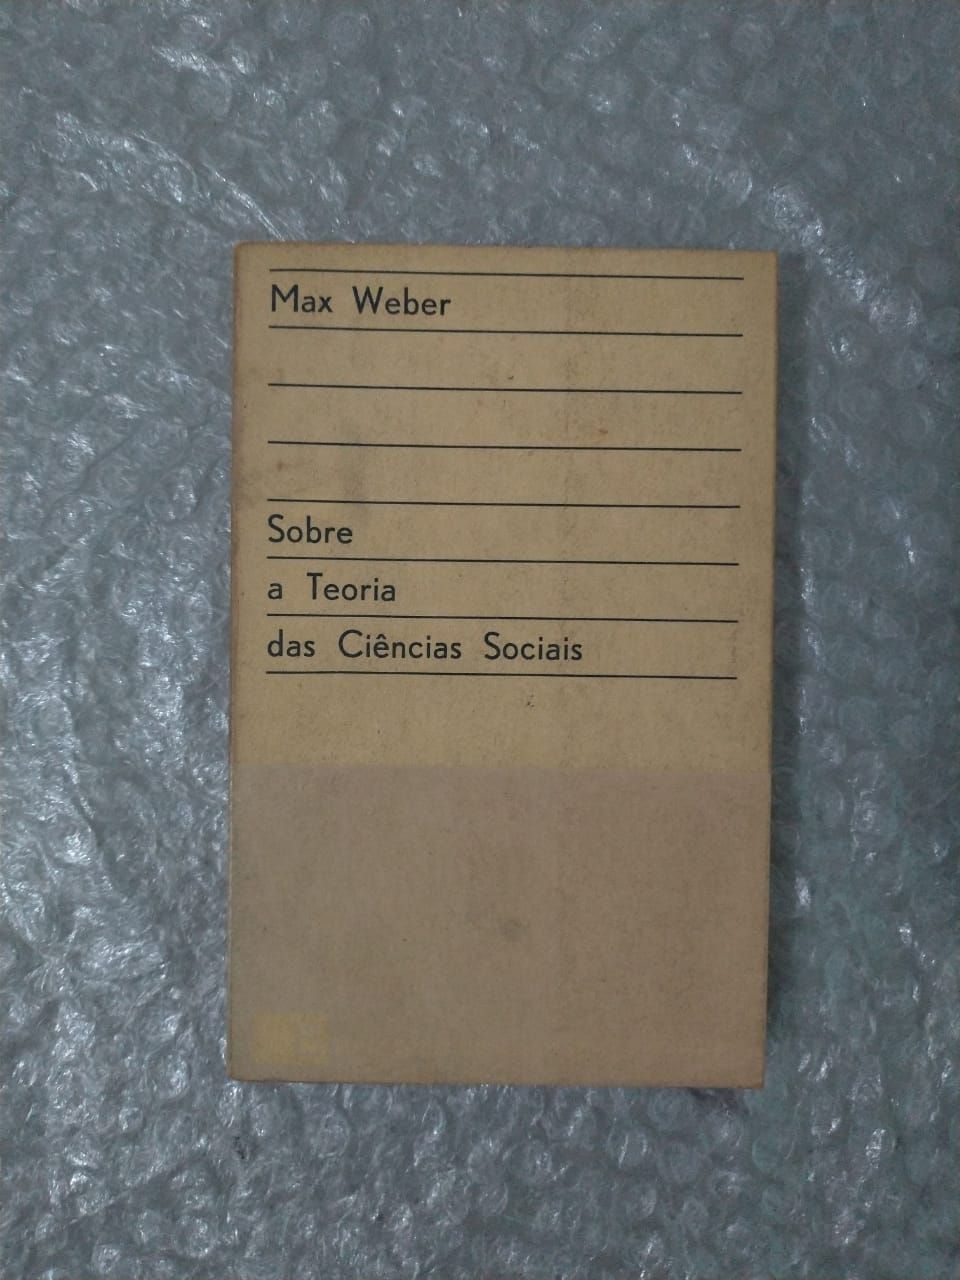 Max Weber
Sobre
a Teoria
das Ciências Sociais